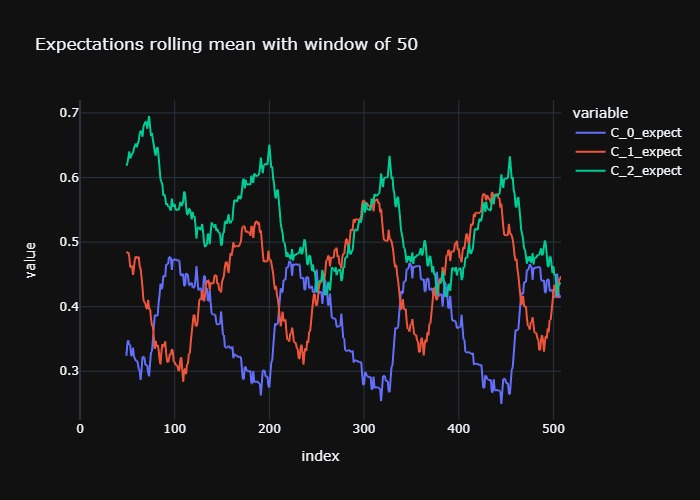 Expectations rolling mean with window of 50
variable
C_0_expect
C_1_expect
C_2_expect
value
0.7
0.6
0.5
0.4
0.3
0 100 200 300 400 500
index